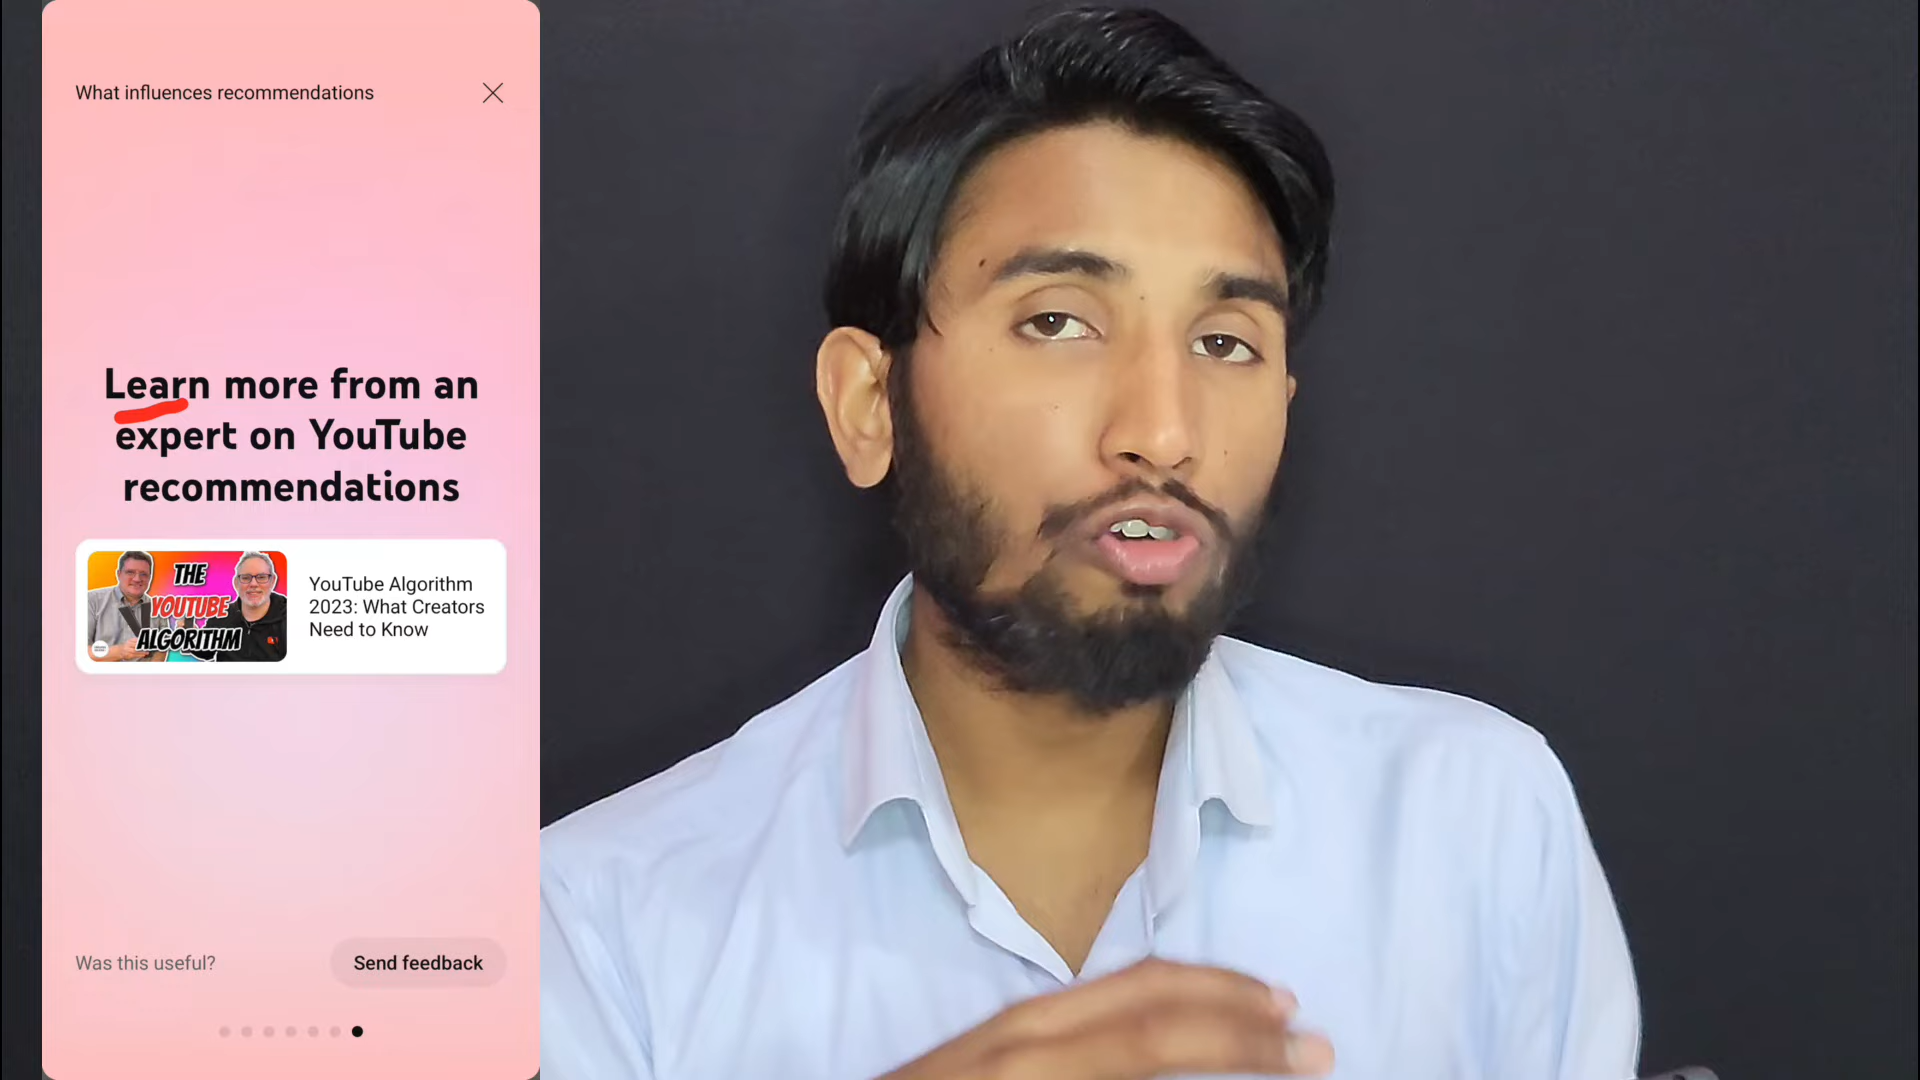 What influences recommendations
Learn more from an
expert on YouTube
recommendations
THE
YOUTUBE
ALGORITHM
YouTube Algorithm
2023: What Creators
Need to Know
Was this useful?
Send feedback